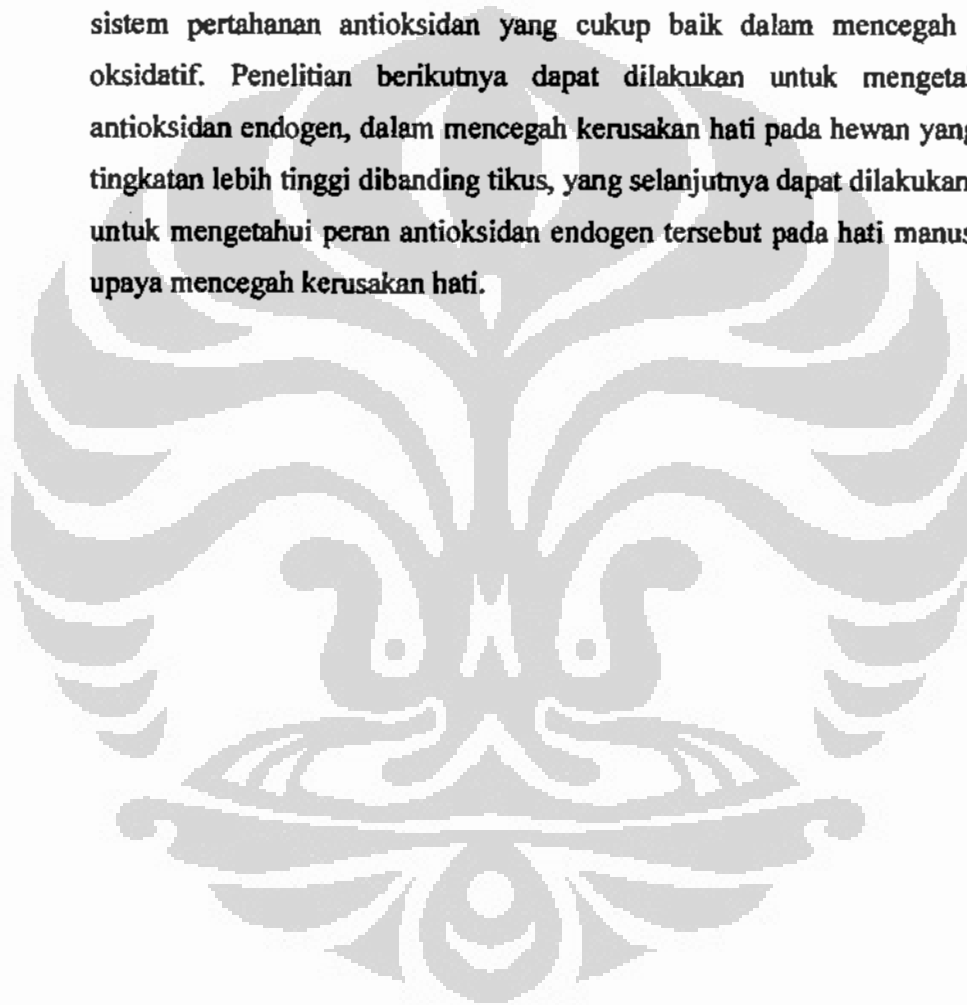 sistem pertahanan antioksidan yang cukup baik dalam mencegah
oksidatif. Penelitian berikutnya dapat dilakukan untuk
antioksidan endogen, dalam mencegah kerusakan hati pada hewan yang
tingkatan lebih tinggi dibanding tikus, yang selanjutnya dapat dilakukan
untuk mengetahui peran antioksidan endogen tersebut pada hati
upaya mencegah kerusakan hati.